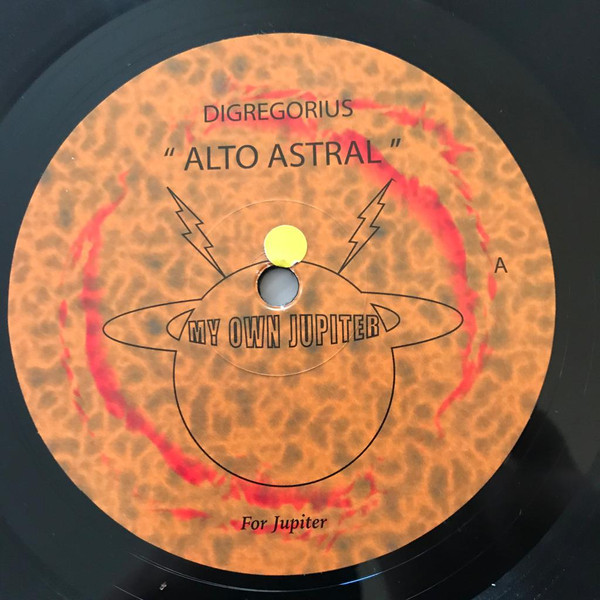 DIGREGORIUS
“ ALTO ASTRAL ”
A
MY OWN JUPITER
For Jupiter